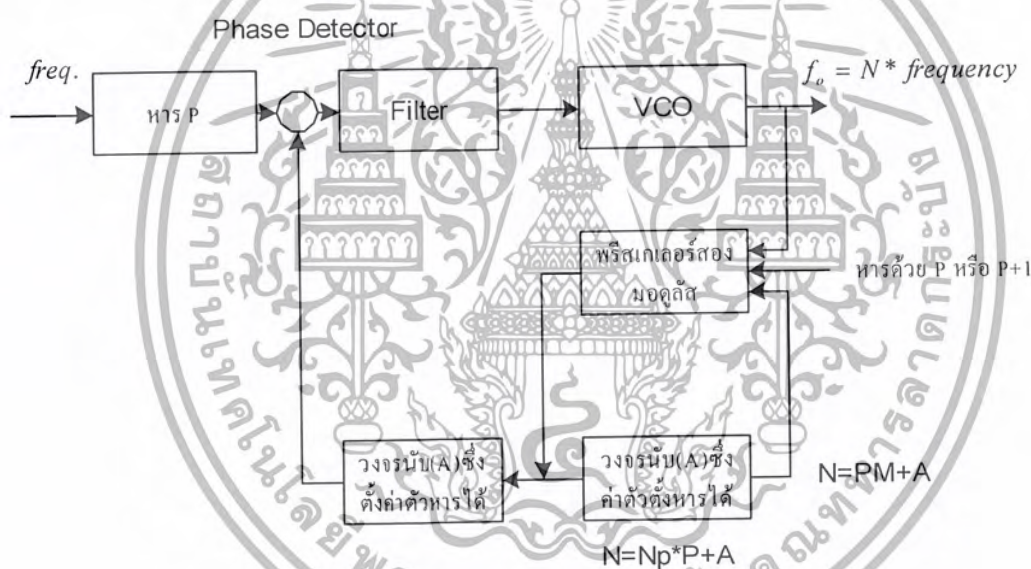 Phase Detector
freq.
หาร P
Filter
VCO
f_o = N * frequency
พรีสเกเลอร์สอง
มอดูลัส
หารด้วย P หรือ P+1
วงจรนับ(A)ซึ่ง
ตั้งค่าตัวหารได้
วงจรนับ(A)ซึ่ง
ค่าตัวตั้งหารได้
N=PM+A
N=Np*P+A